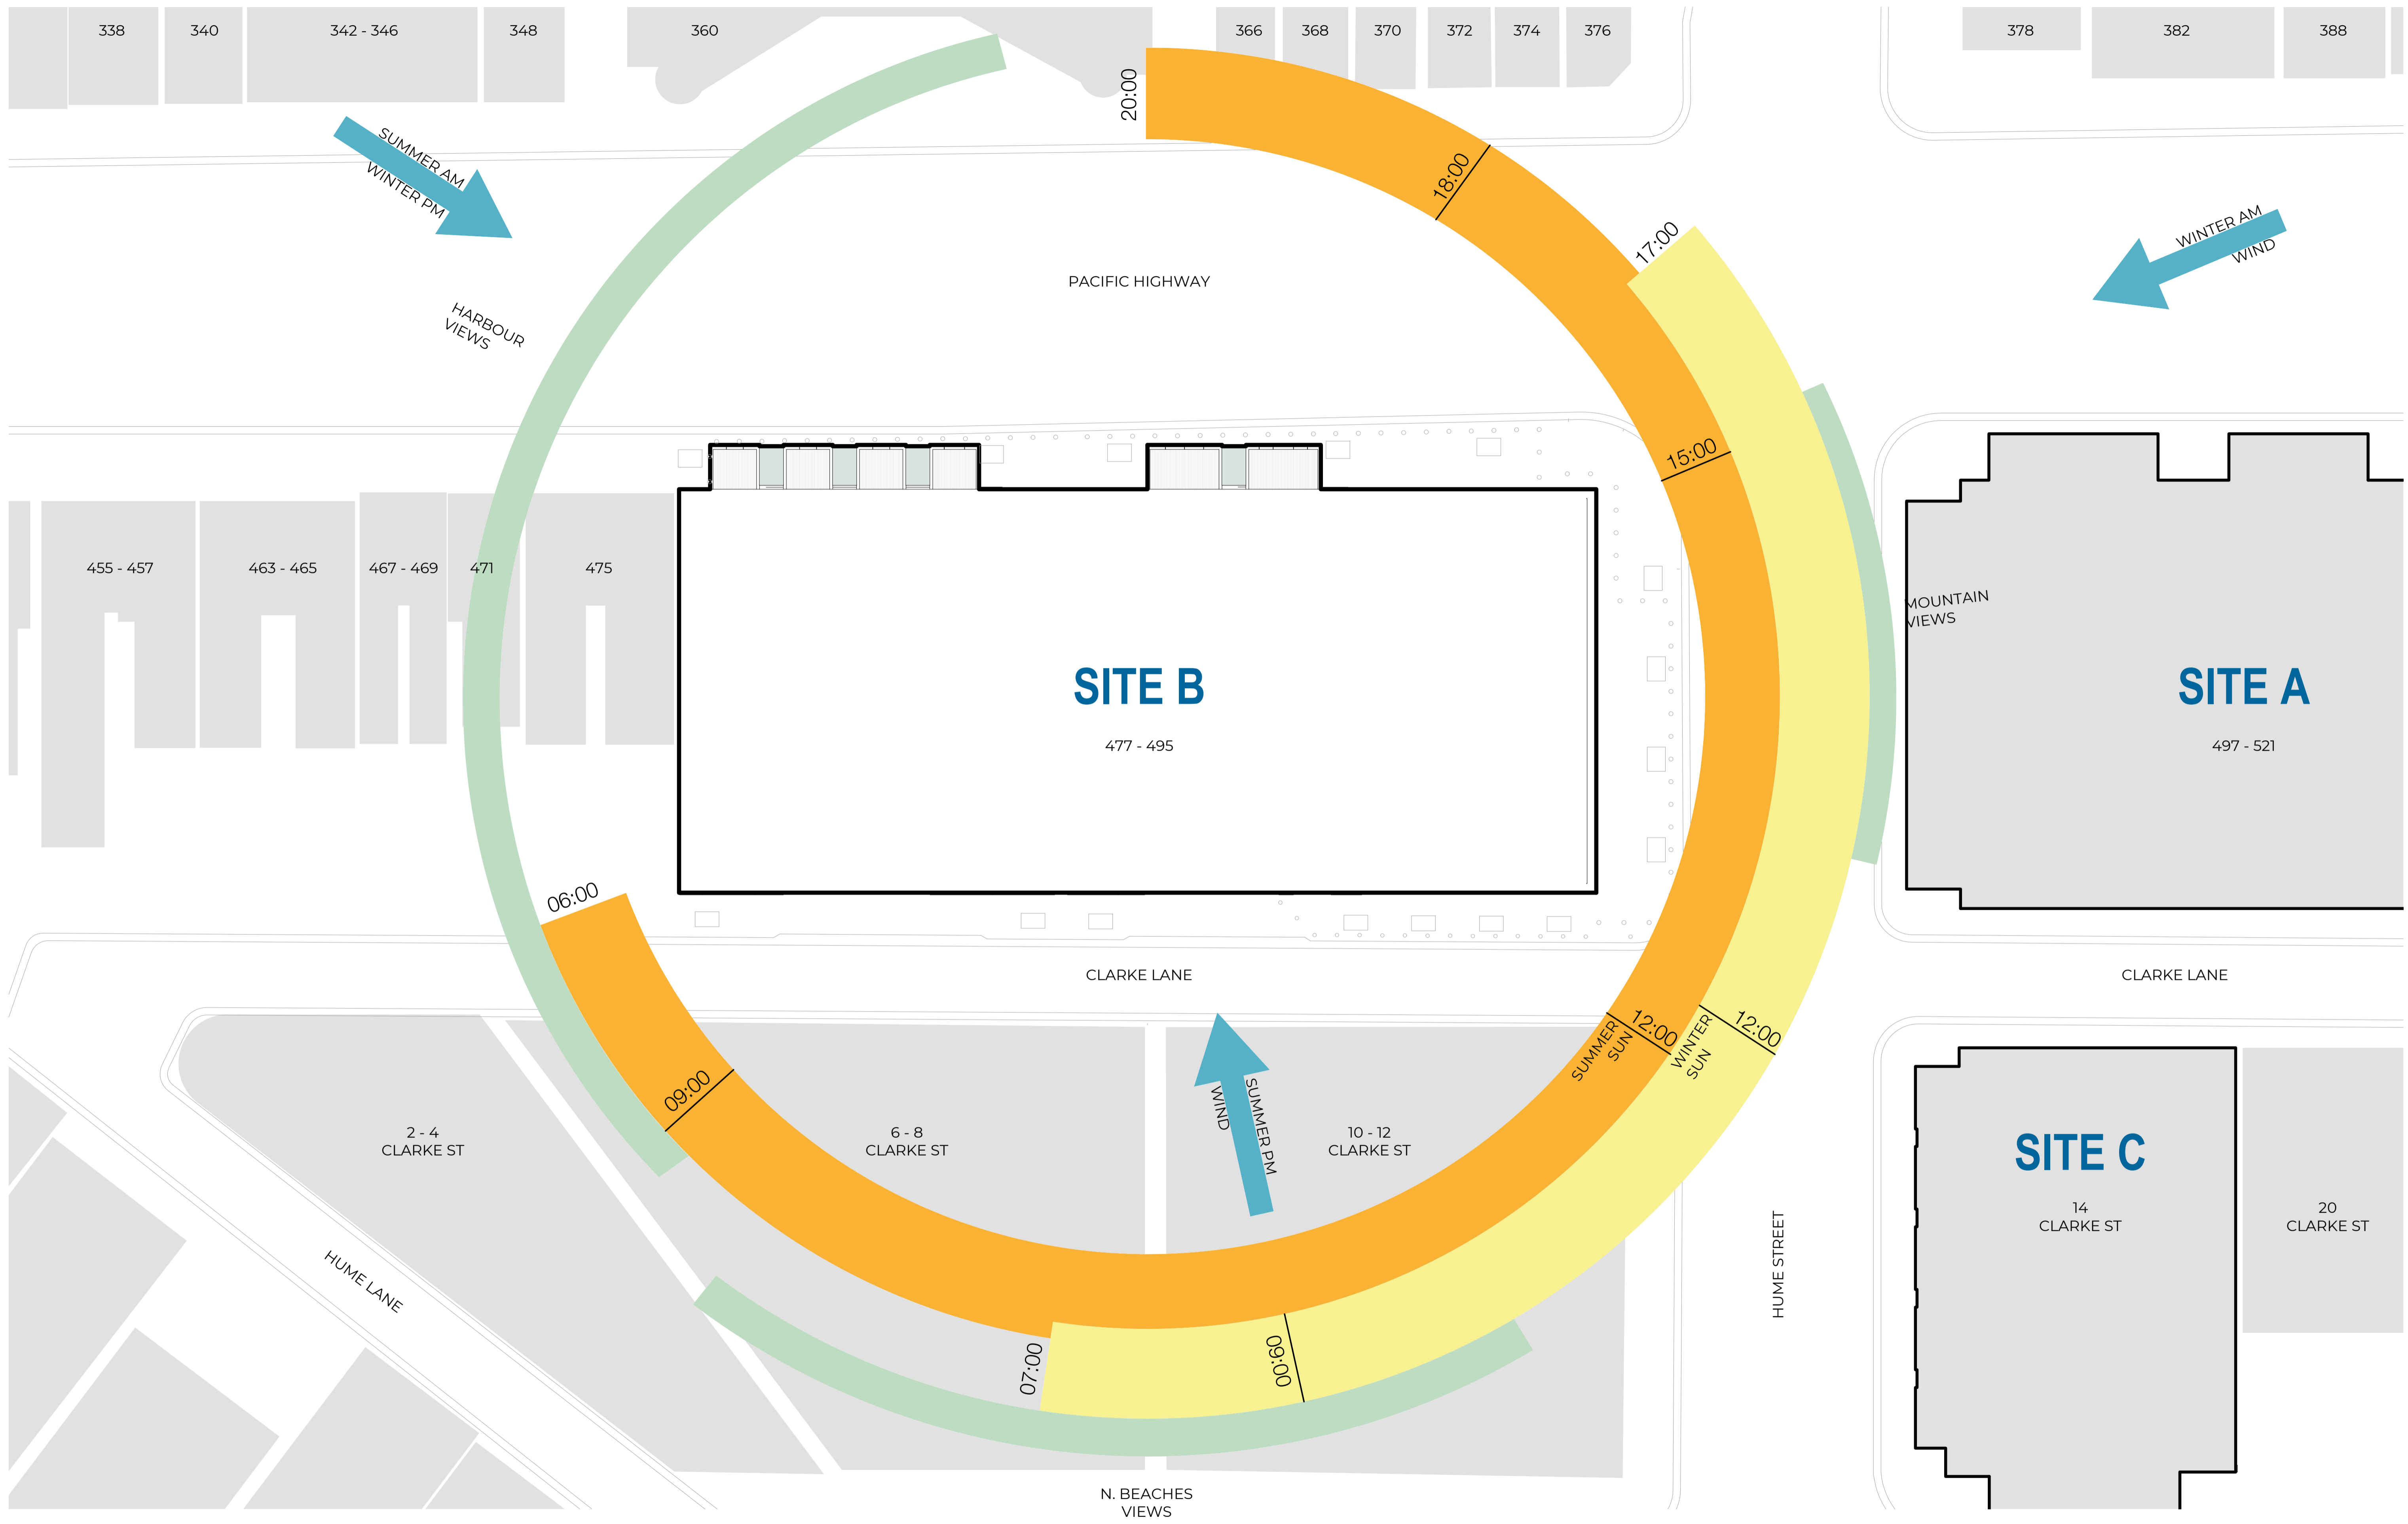 338
340
342 - 346
348
360
366
368
370
372
374
376
378
382
388
20:00
SUMMER AM
WINTER PM
18:00
17:00
WINTER AM
WIND
PACIFIC HIGHWAY
HARBOUR
VIEWS
15:00
455 - 457
463 - 465
467 - 469
471
475
MOUNTAIN
VIEWS
SITE B
477 - 495
SITE A
497 - 521
06:00
CLARKE LANE
CLARKE LANE
12:00
SUMMER
SUN
12:00
WINTER
SUN
09:00
2 - 4
CLARKE ST
6 - 8
CLARKE ST
SUMMER PM
WIND
10 - 12
CLARKE ST
SITE C
14
CLARKE ST
20
CLARKE ST
HUME LANE
HUME STREET
07:00
09:00
N. BEACHES
VIEWS